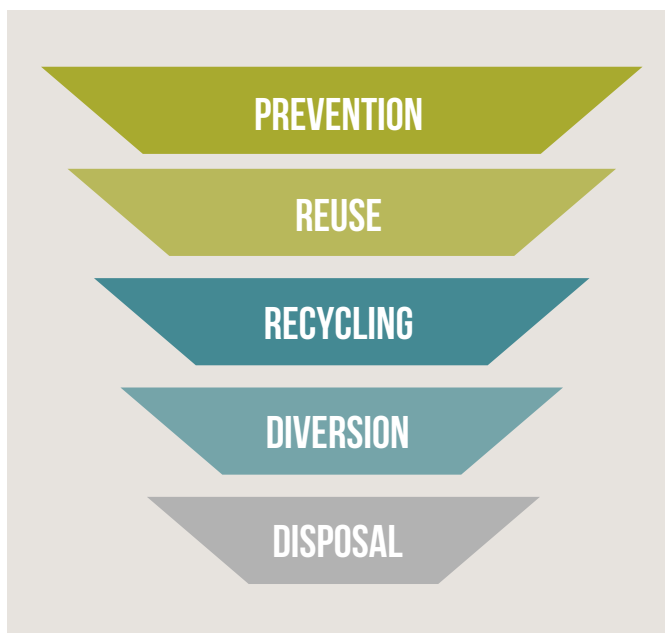 PREVENTION
REUSE
RECYCLING
DIVERSION
DISPOSAL